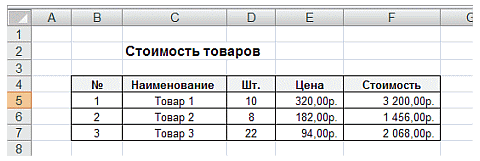 A B C D E F G
1
2 Стоимость товаров
3
4 № Наименование Шт. Цена Стоимость
5 1 Товар 1 10 320,00р. 3 200,00р.
6 2 Товар 2 8 182,00р. 1 456,00р.
7 3 Товар 3 22 94,00р. 2 068,00р.
8